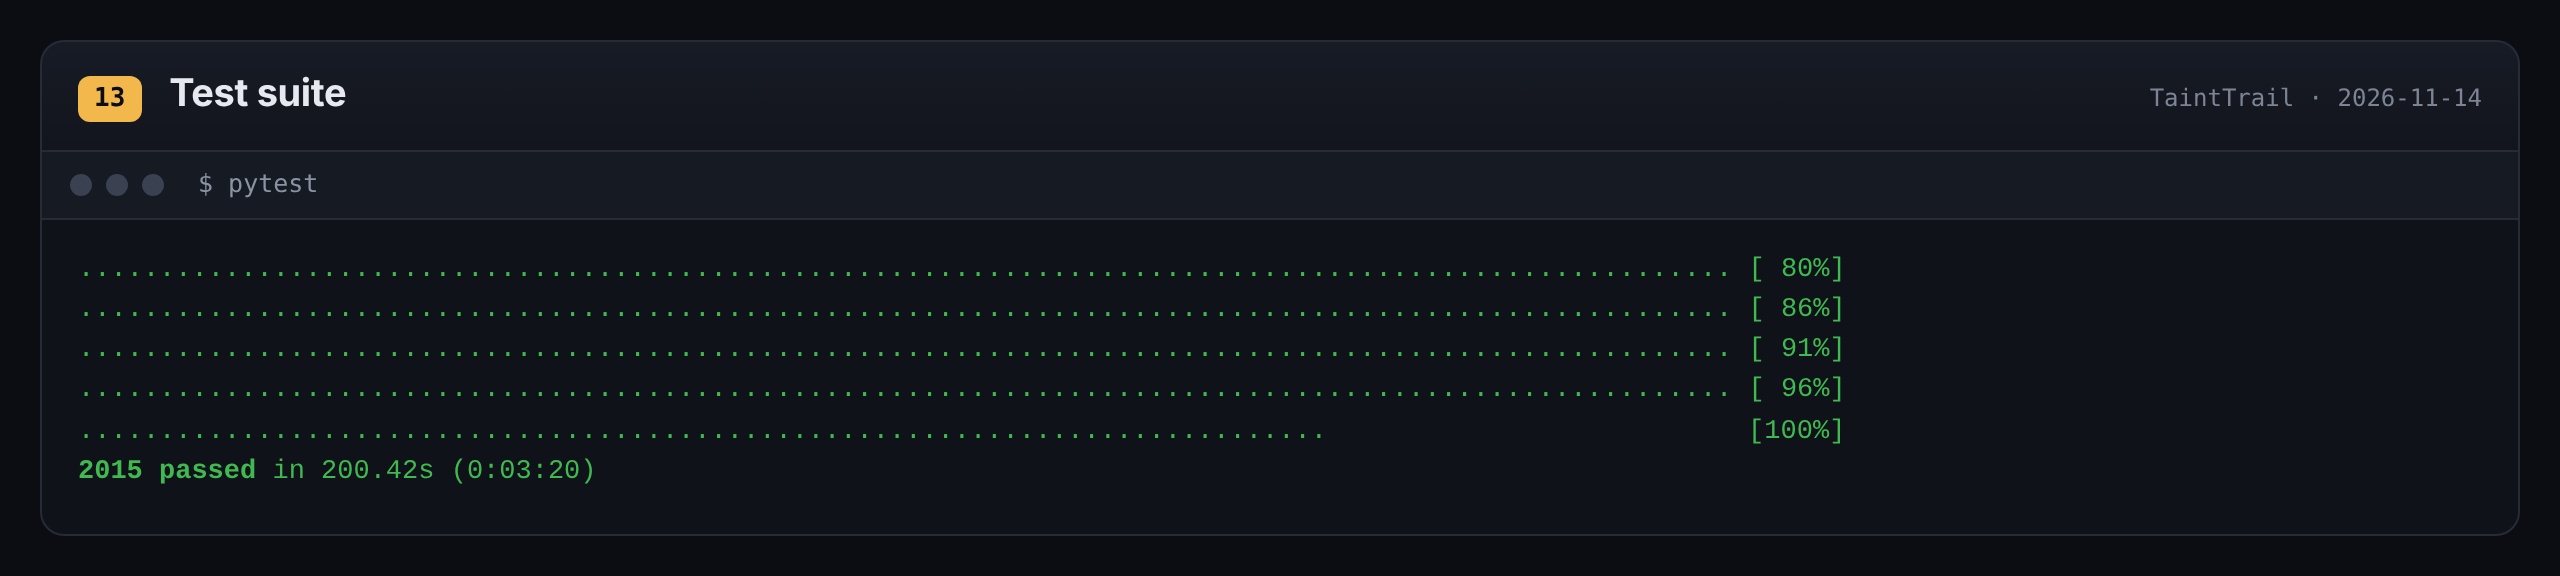 13 Test suite
TaintTrail · 2026-11-14
$ pytest
...................................................................................................... [ 80%]
...................................................................................................... [ 86%]
...................................................................................................... [ 91%]
...................................................................................................... [ 96%]
.............................................................................                          [100%]
2015 passed in 200.42s (0:03:20)